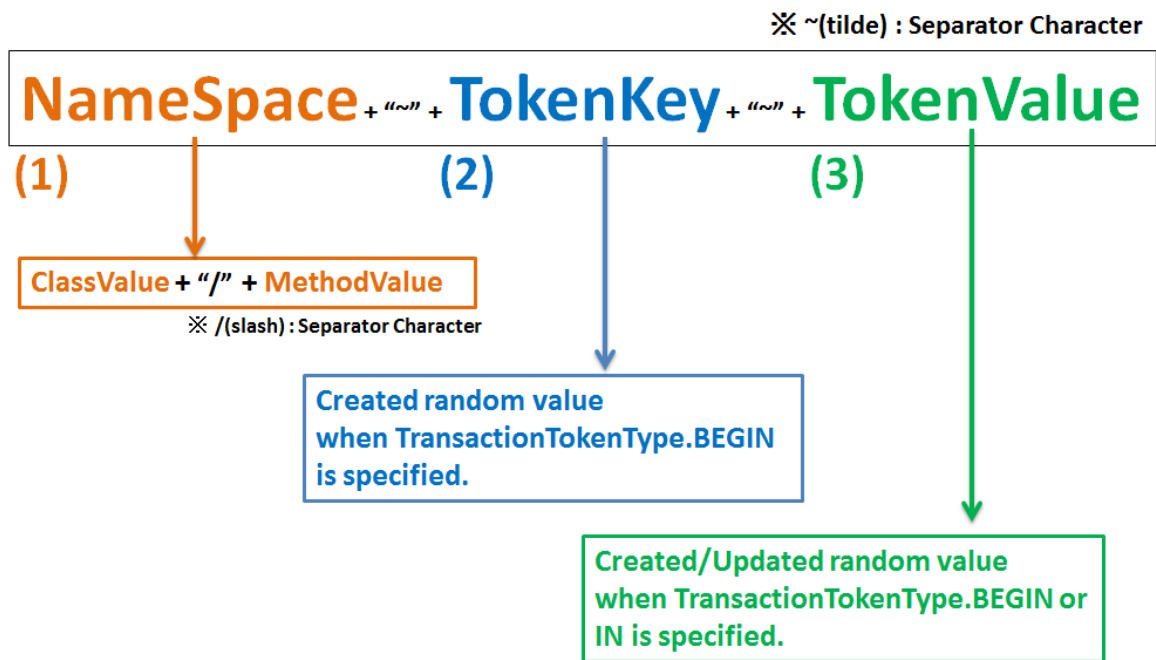 ※ ~(tilde) : Separator Character
NameSpace + “~” + TokenKey + “~” + TokenValue
(1) (2) (3)
ClassValue + “/” + MethodValue
※ /(slash) : Separator Character
Created random value
when TransactionTokenType.BEGIN
is specified.
Created/Updated random value
when TransactionTokenType.BEGIN or
IN is specified.